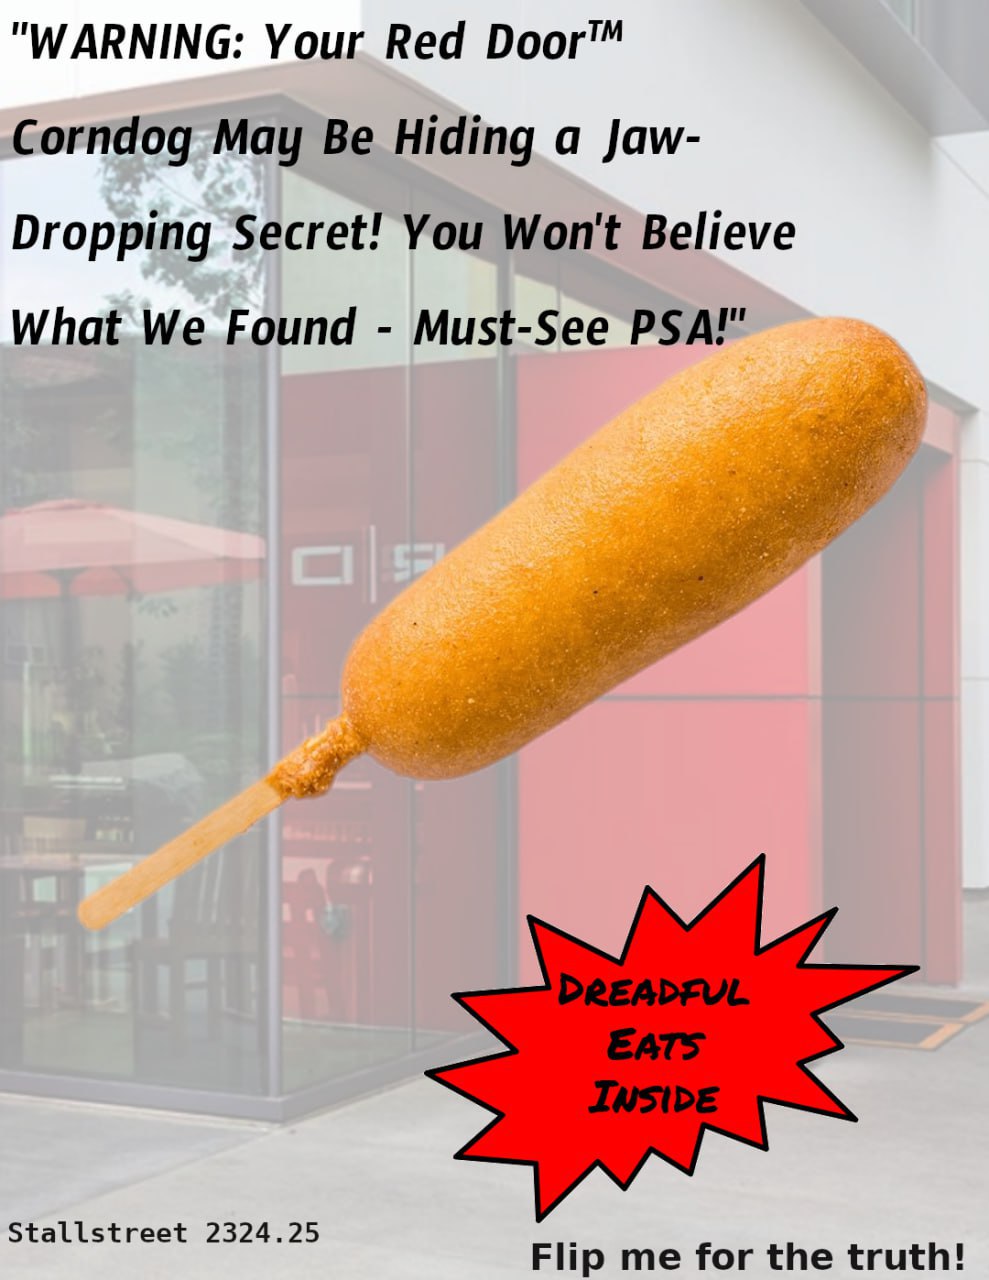 "WARNING: Your Red Door™
Corndog May Be Hiding a Jaw-
Dropping Secret! You Won't Believe
What We Found - Must-See PSA!"
DREADFUL
EATS
INSIDE
Stallstreet 2324.25
Flip me for the truth!